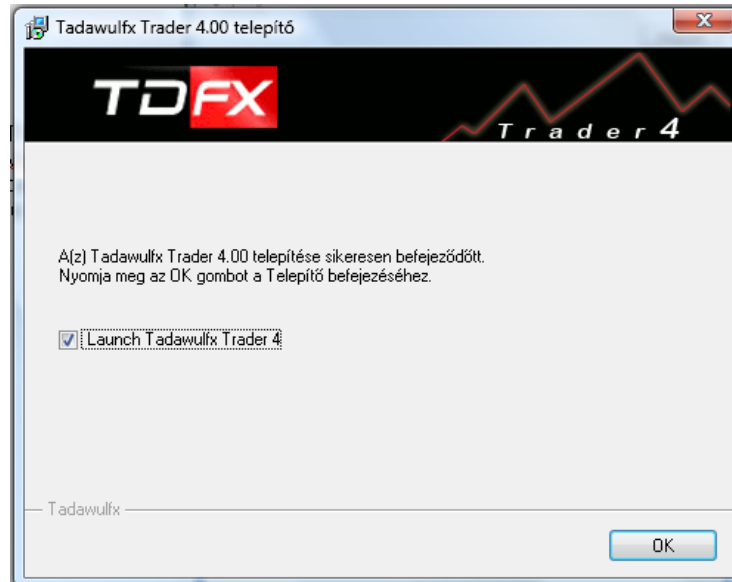 Tadawulfx Trader 4.00 telepítő
TDFX
Trader 4
A(z) Tadawulfx Trader 4.00 telepítése sikeresen befejeződőtt.
Nyomja meg az OK gombot a Telepítő befejezéséhez.
Launch Tadawulfx Trader 4
Tadawulfx
OK